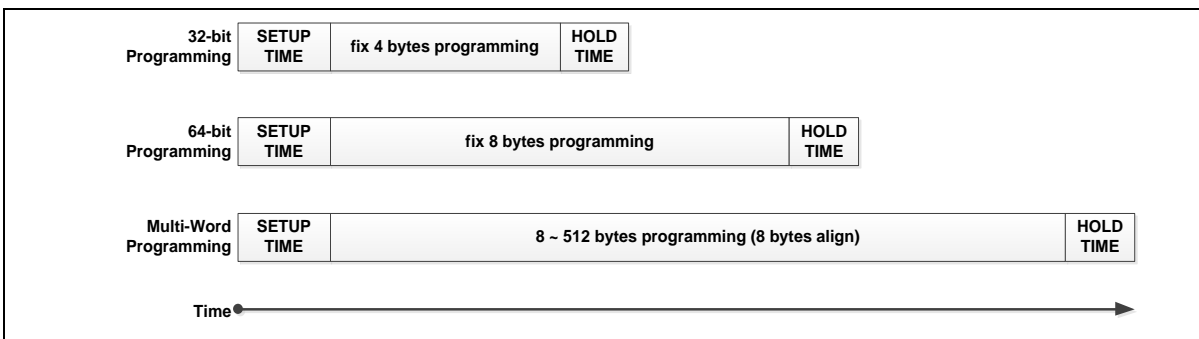 32-bit
Programming
SETUP
TIME
fix 4 bytes programming
HOLD
TIME
64-bit
Programming
SETUP
TIME
fix 8 bytes programming
HOLD
TIME
Multi-Word
Programming
SETUP
TIME
8 ~ 512 bytes programming (8 bytes align)
HOLD
TIME
Time